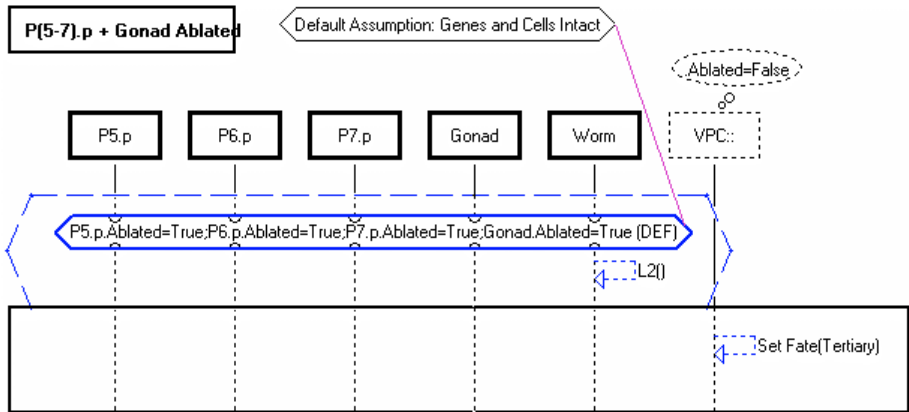 P(5-7).p + Gonad Ablated
Default Assumption: Genes and Cells Intact
Ablated=False
P5.p
P6.p
P7.p
Gonad
Worm
VPC::
P5.p.Ablated=True;P6.p.Ablated=True;P7.p.Ablated=True;Gonad.Ablated=True (DEF)
L2()
Set Fate(Tertiary)